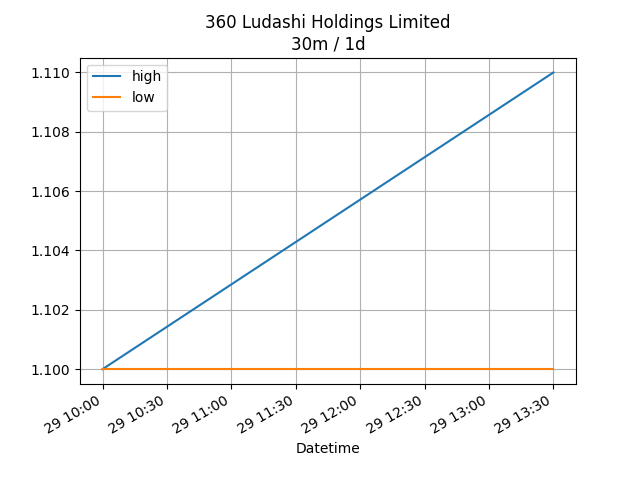 360 Ludashi Holdings Limited
30m / 1d
high
low
1.110
1.108
1.106
1.104
1.102
1.100
29 10:00
29 10:30
29 11:00
29 11:30
29 12:00
29 12:30
29 13:00
29 13:30
Datetime